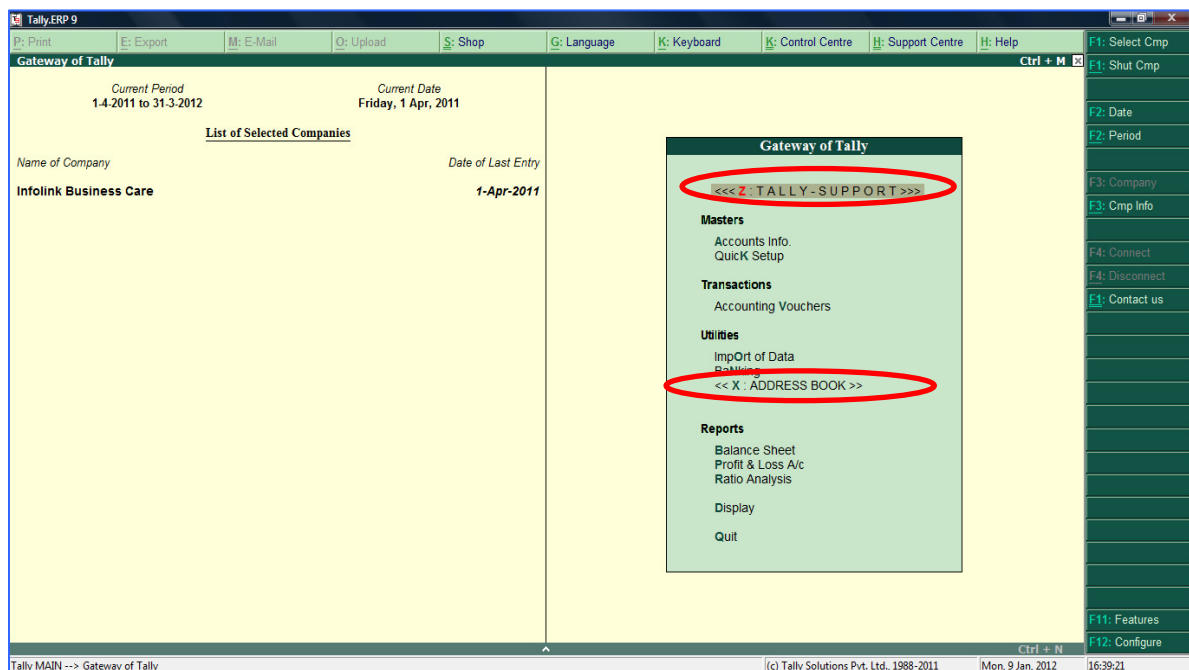 Tally.ERP 9
P: Print E: Export M: E-Mail O: Upload S: Shop G: Language K: Keyboard K: Control Centre H: Support Centre H: Help
Gateway of Tally Ctrl + M
Current Period Current Date
1-4-2011 to 31-3-2012 Friday, 1 Apr, 2011
List of Selected Companies
Name of Company Date of Last Entry
Infolink Business Care 1-Apr-2011
Gateway of Tally
<<< Z : T A L L Y - S U P P O R T >>>
Masters
Accounts Info.
QuicK Setup
Transactions
Accounting Vouchers
Utilities
ImpOrt of Data
BaNking
<< X : ADDRESS BOOK >>
Reports
Balance Sheet
Profit & Loss A/c
Ratio Analysis
Display
Quit
F1: Select Cmp
F1: Shut Cmp
F2: Date
F2: Period
F3: Company
F3: Cmp Info
F4: Connect
F4: Disconnect
F1: Contact us
F11: Features
F12: Configure
Ctrl + N
Tally MAIN --> Gateway of Tally (c) Tally Solutions Pvt. Ltd., 1988-2011 Mon, 9 Jan, 2012 16:39:21